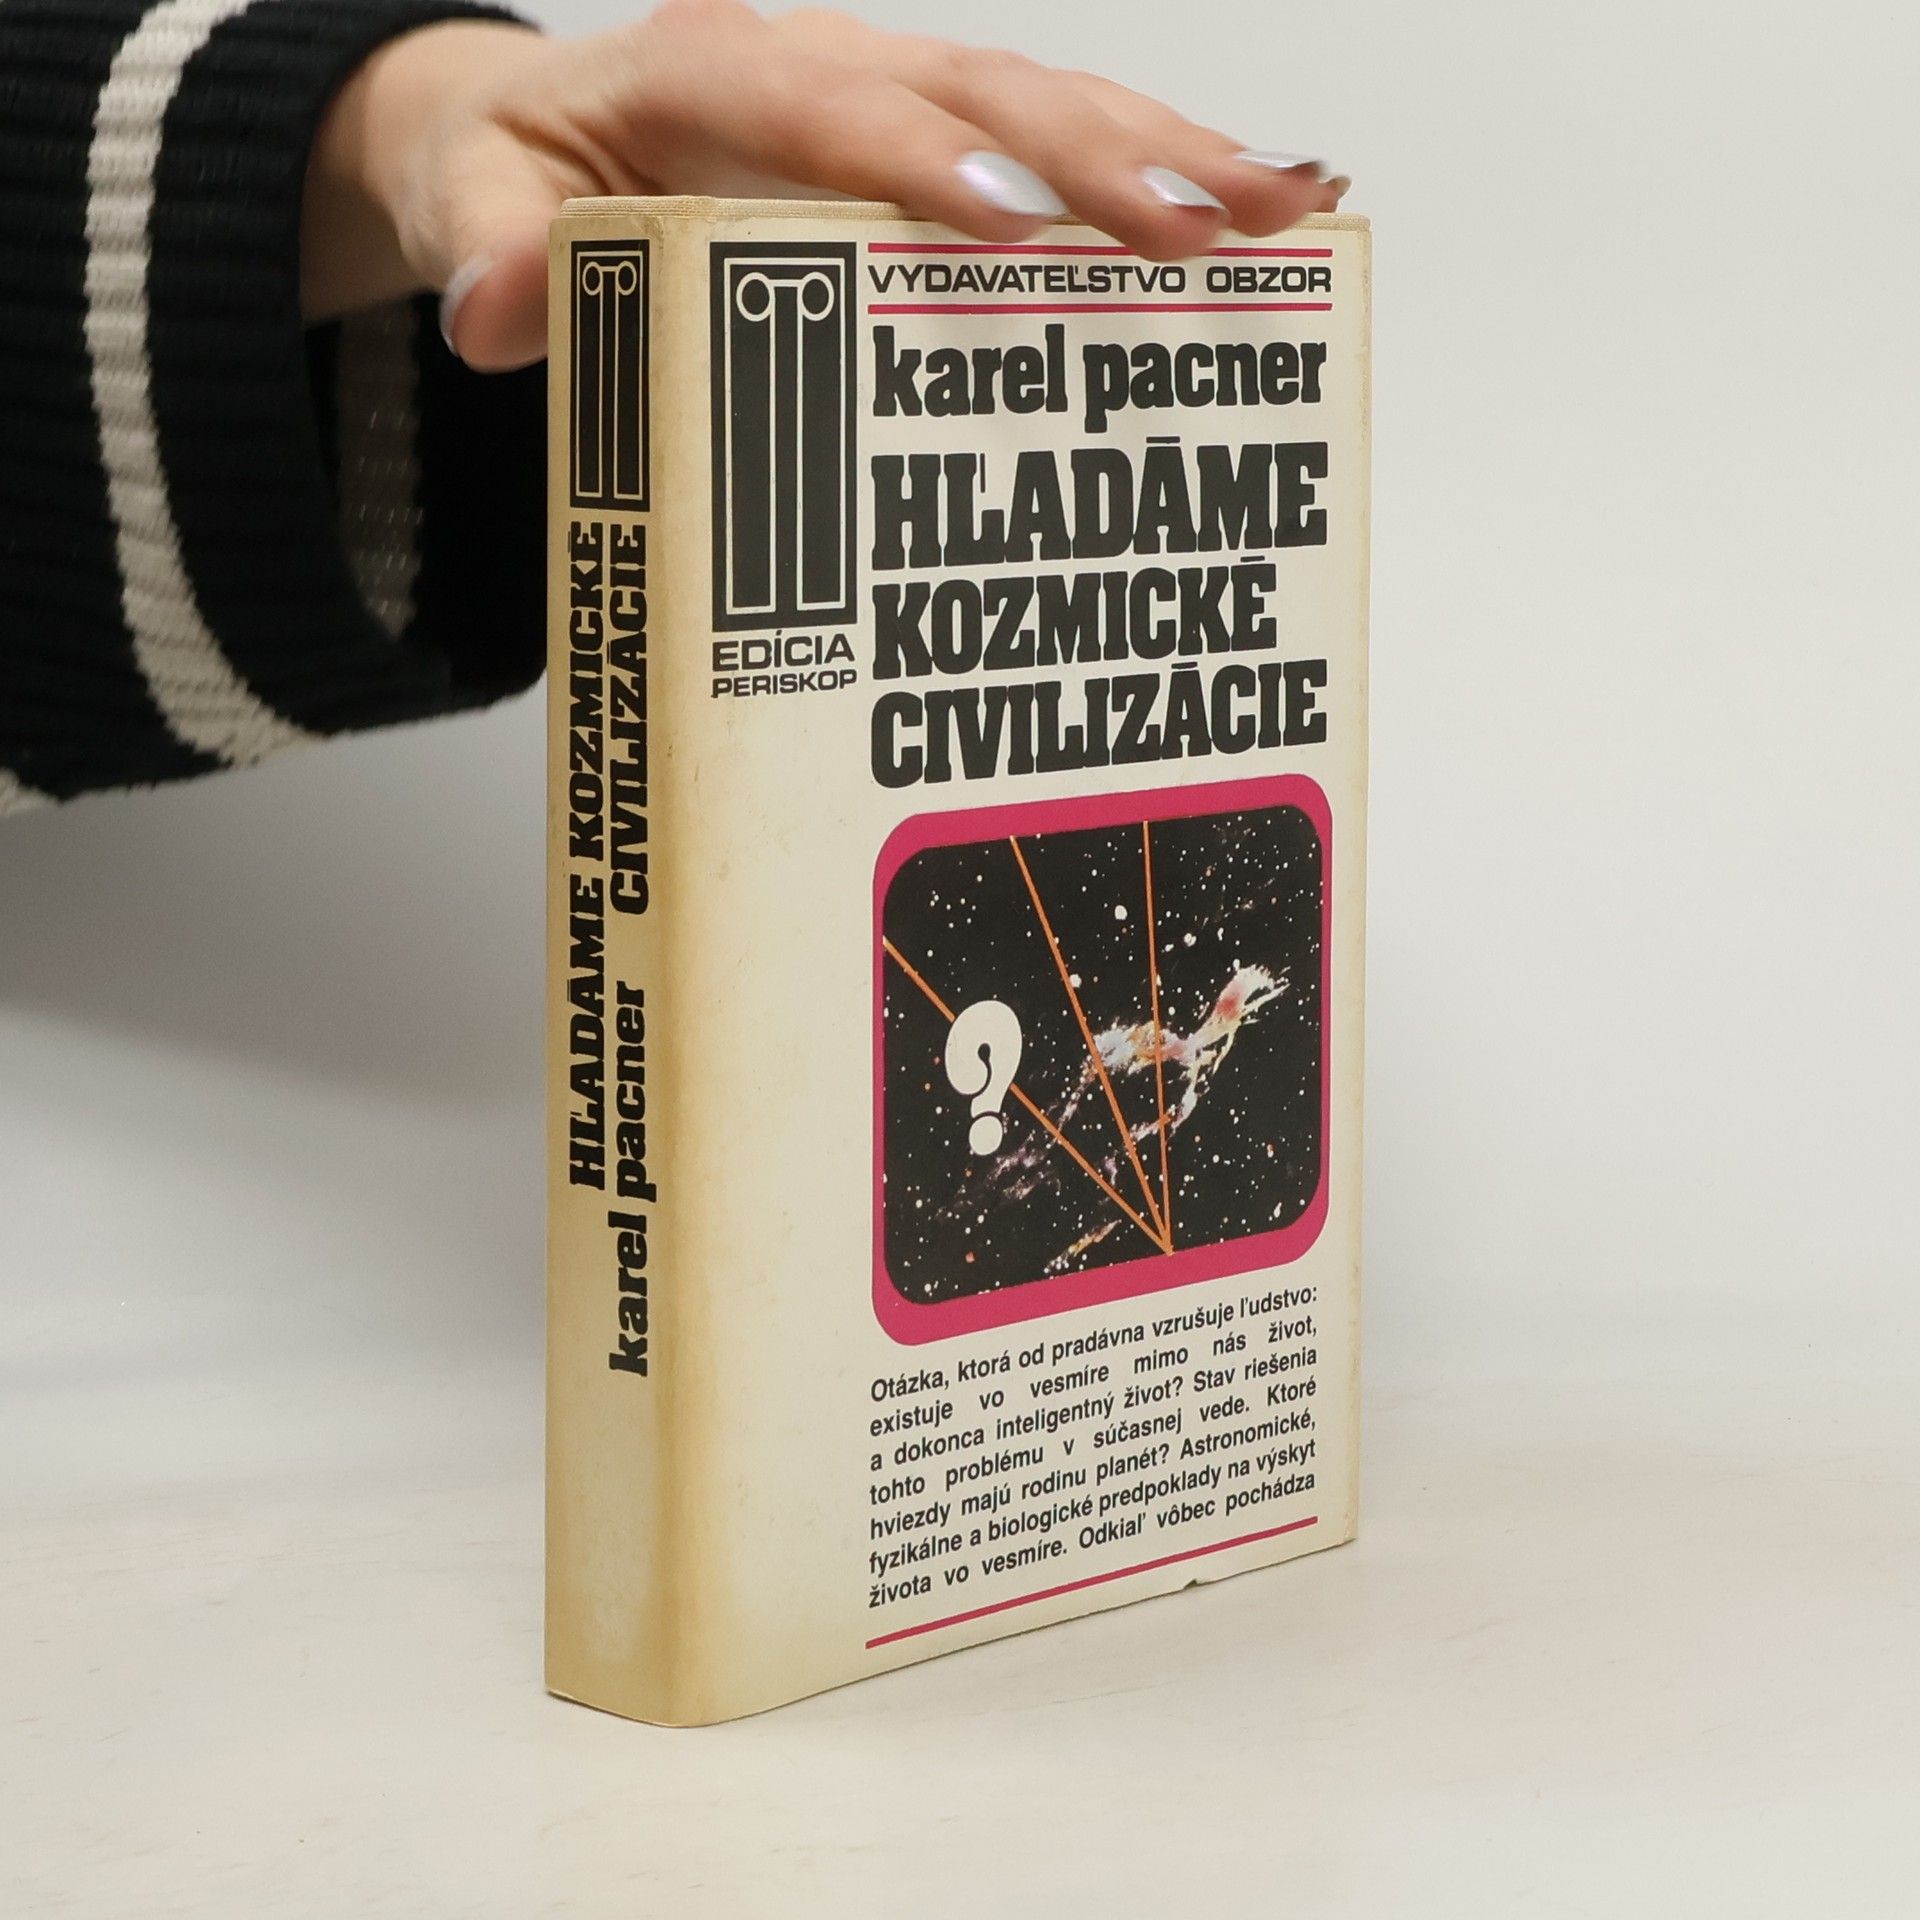 HĽADÁME KOZMICKÉ
CIVILIZÁCIE
karel pacner
EDÍCIA
PERISKOP
VYDAVATEĽSTVO OBZOR
karel pacner
HĽADÁME
KOZMICKÉ
CIVILIZÁCIE
?
Otázka, ktorá od pradávna vzrušuje ľudstvo:
existuje vo vesmíre mimo nás život,
a dokonca inteligentný život? Stav riešenia
tohto problému v súčasnej vede. Ktoré
hviezdy majú rodinu planét? Astronomické,
fyzikálne a biologické predpoklady na výskyt
života vo vesmíre. Odkiaľ vôbec pochádza